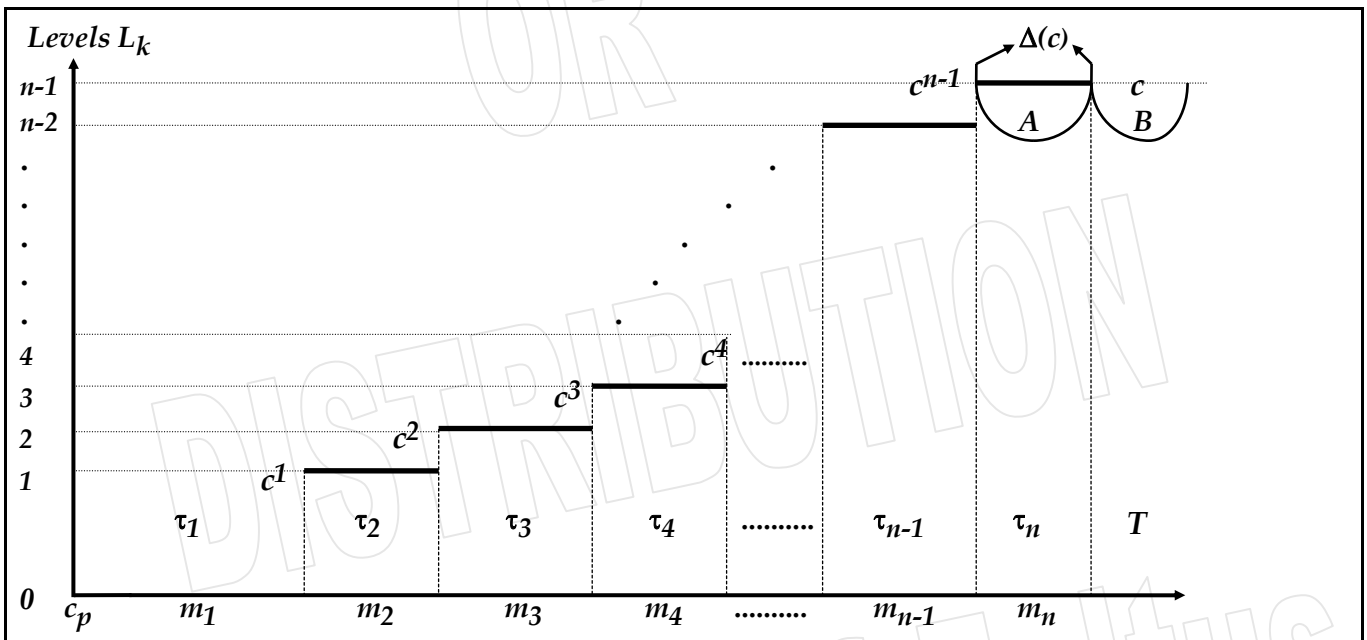 Levels L_k
Δ(c)
n-1
c^{n-1}
c
n-2
A
B
.
.
.
.
.
4
c^4
..........
3
c^3
2
c^2
1
c^1
τ_1
τ_2
τ_3
τ_4
..........
τ_{n-1}
τ_n
T
0
c_p
m_1
m_2
m_3
m_4
..........
m_{n-1}
m_n
OR
DISTRIBUTION